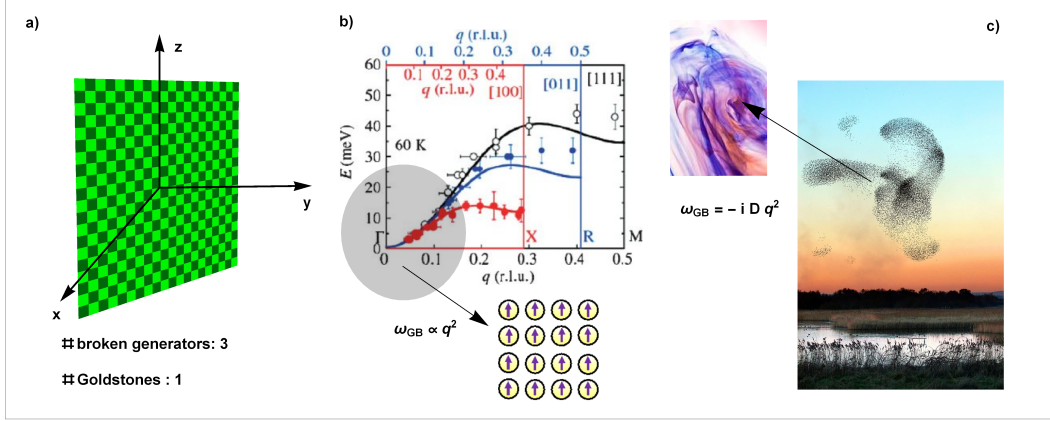 a)
z
y
x
# broken generators: 3
# Goldstones : 1
b)
q (r.l.u.)
0 0.1 0.2 0.3 0.4 0.5
0.1 0.2 0.3 0.4
q (r.l.u.)
[100]
[011]
[111]
60 K
E (meV)
60
50
40
30
20
10
0
Γ
X
R
M
0 0.1 0.2 0.3 0.4 0.5
q (r.l.u.)
ωGB ∝ q²
c)
ωGB = − i D q²